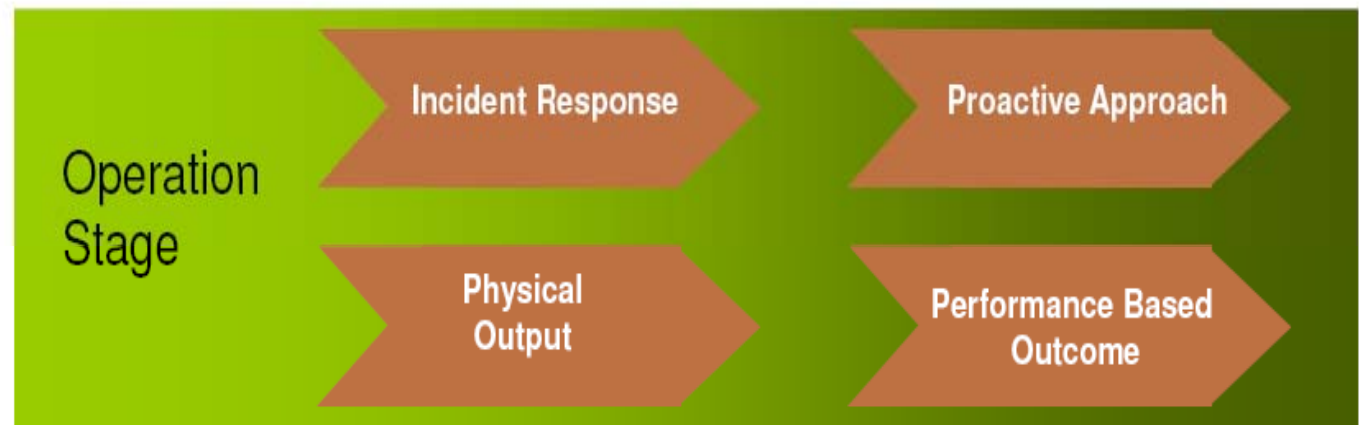 Operation
Stage
Incident Response
Proactive Approach
Physical
Output
Performance Based
Outcome